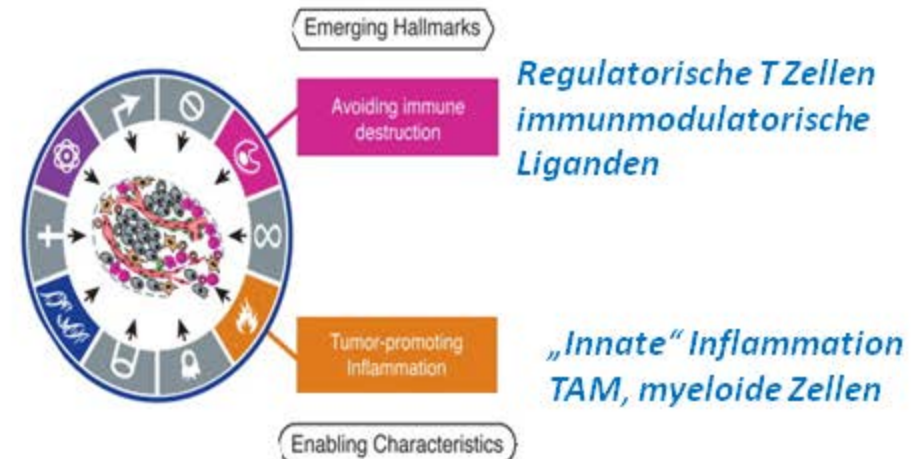 Emerging Hallmarks
Avoiding immune
destruction
Regulatorische T Zellen
immunmodulatorische
Liganden
Tumor-promoting
Inflammation
„Innate“ Inflammation
TAM, myeloide Zellen
Enabling Characteristics